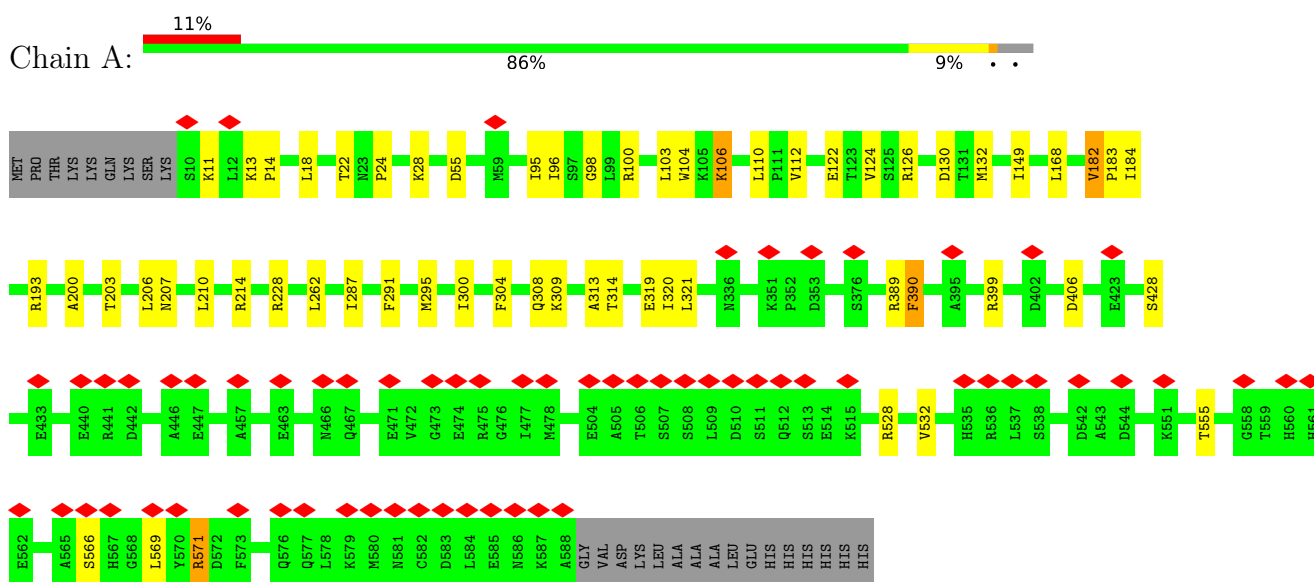 11%
Chain A:
86% 9% • •
MET PRO THR LYS LYS GLN LYS SER LYS S10 K11 L12 K13 P14 L18 T22 N23 P24 K28 D55 M59 I95 I96 S97 G98 L99 R100 L103 W104 K105 K106 L110 P111 V112 E122 T123 V124 S125 R126 D130 T131 M132 I149 L168 V182 P183 I184
R193 A200 T203 L206 N207 L210 R214 R228 L262 I287 F291 M295 I300 F304 Q308 K309 A313 T314 E319 I320 L321 N336 K351 P352 D353 S376 R389 F390 A395 R399 D402 D406 E423 S428
E433 E440 R441 D442 A446 E447 A457 E463 N466 Q467 E471 V472 G473 E474 R475 G476 I477 M478 E504 A505 T506 S507 S508 L509 D510 S511 Q512 S513 E514 K515 R528 V532 H535 R536 L537 S538 D542 A543 D544 K551 T555 G558 T559 H560 H561
E562 A565 S566 H567 G568 L569 Y570 R571 D572 F573 Q576 Q577 L578 K579 M580 N581 C582 D583 L584 E585 N586 K587 A588 GLY VAL ASP LYS LEU ALA ALA ALA LEU GLU HIS HIS HIS HIS HIS HIS